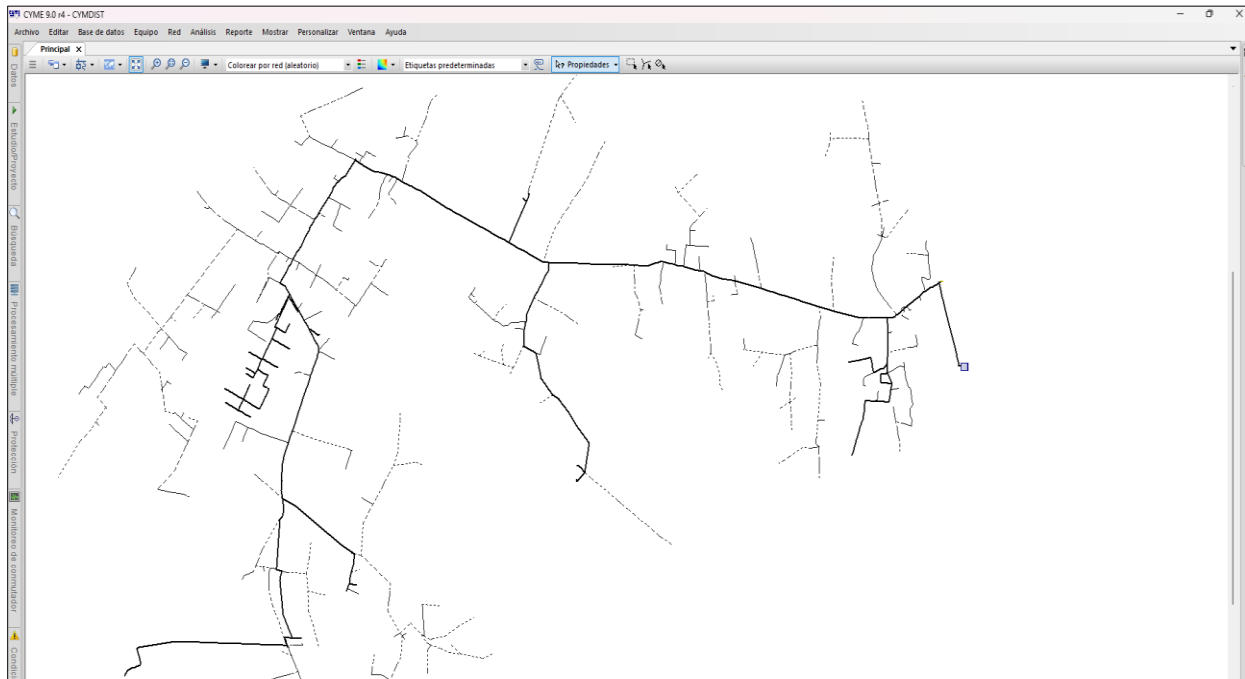 CYME 9.0 r4 - CYMDIST
Archivo Editar Base de datos Equipo Red Análisis Reporte Mostrar Personalizar Ventana Ayuda
Principal X
Colorear por red (aleatorio) Etiquetas predeterminadas Propiedades
Datos
Estudio/Proyecto
Búsqueda
Procesamiento múltiple
Protección
Monitoreo de conmutador